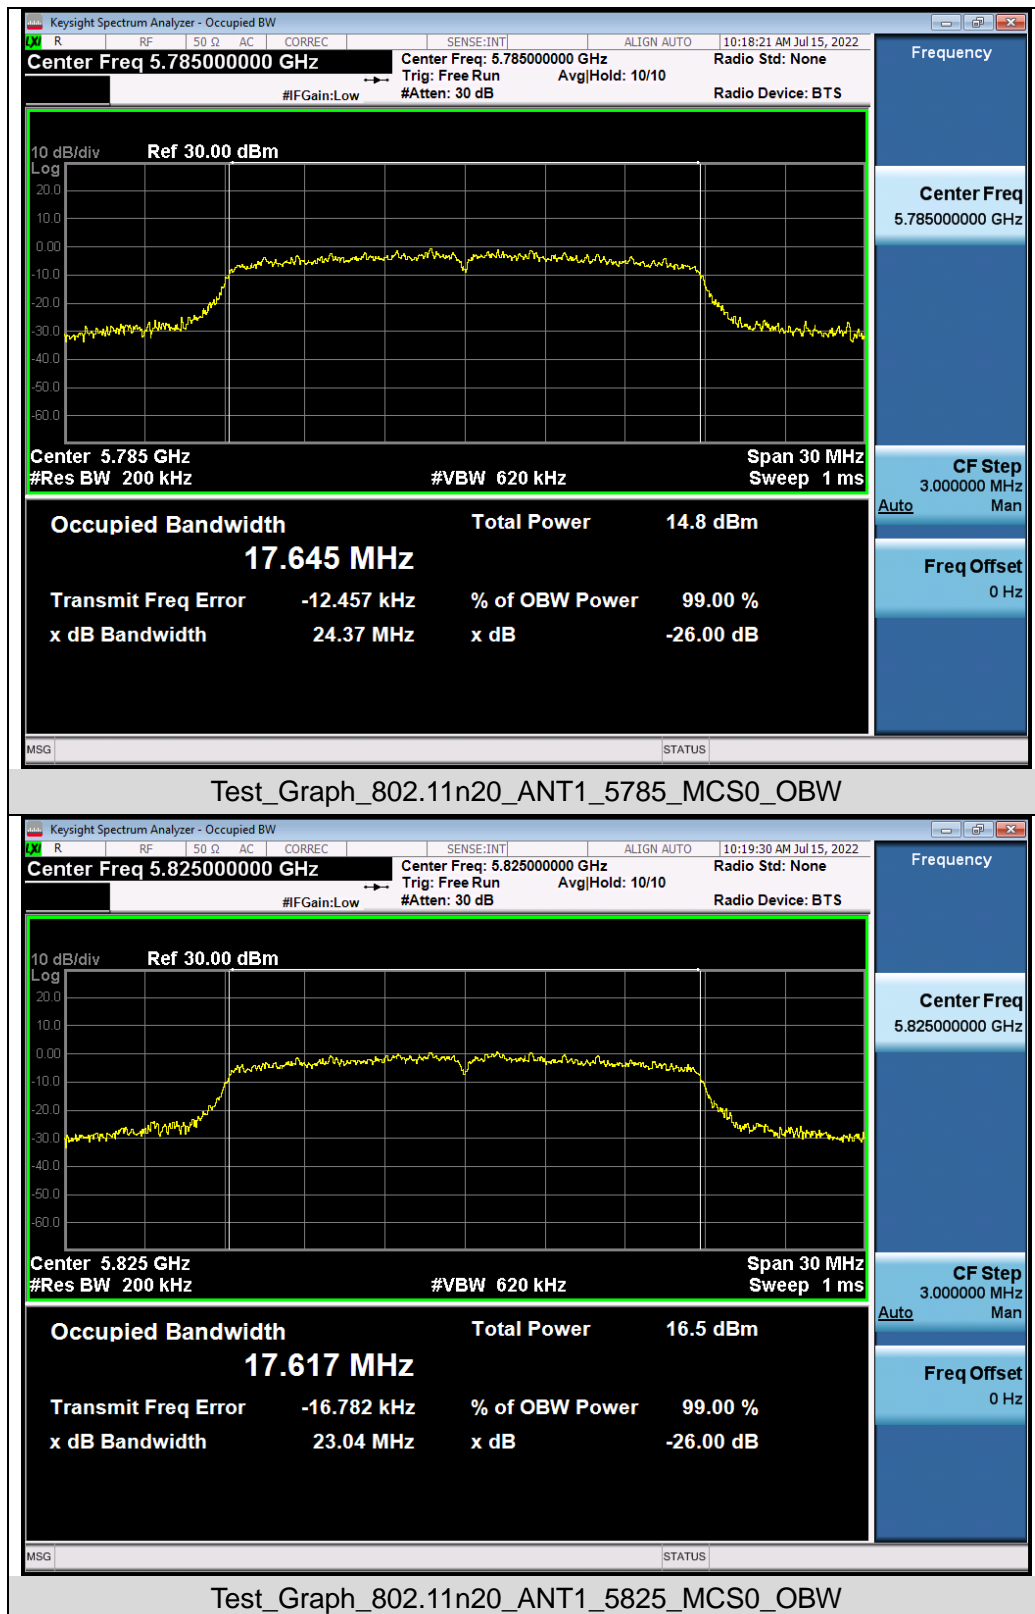 Keysight Spectrum Analyzer - Occupied BW
LXI R RF 50 Ω AC CORREC SENSE:INT ALIGN AUTO 10:18:21 AM Jul 15, 2022
Center Freq 5.785000000 GHz
Center Freq: 5.785000000 GHz Radio Std: None
Trig: Free Run Avg|Hold: 10/10
#IFGain:Low #Atten: 30 dB Radio Device: BTS
Frequency
10 dB/div Ref 30.00 dBm
Log
20.0
10.0
0.00
-10.0
-20.0
-30.0
-40.0
-50.0
-60.0
Center Freq
5.785000000 GHz
Center 5.785 GHz Span 30 MHz
#Res BW 200 kHz #VBW 620 kHz Sweep 1 ms
CF Step
3.000000 MHz
Auto Man
Freq Offset
0 Hz
Occupied Bandwidth Total Power 14.8 dBm
17.645 MHz
Transmit Freq Error -12.457 kHz % of OBW Power 99.00 %
x dB Bandwidth 24.37 MHz x dB -26.00 dB
MSG STATUS
Test_Graph_802.11n20_ANT1_5785_MCS0_OBW
Keysight Spectrum Analyzer - Occupied BW
LXI R RF 50 Ω AC CORREC SENSE:INT ALIGN AUTO 10:19:30 AM Jul 15, 2022
Center Freq 5.825000000 GHz
Center Freq: 5.825000000 GHz Radio Std: None
Trig: Free Run Avg|Hold: 10/10
#IFGain:Low #Atten: 30 dB Radio Device: BTS
Frequency
10 dB/div Ref 30.00 dBm
Log
20.0
10.0
0.00
-10.0
-20.0
-30.0
-40.0
-50.0
-60.0
Center Freq
5.825000000 GHz
Center 5.825 GHz Span 30 MHz
#Res BW 200 kHz #VBW 620 kHz Sweep 1 ms
CF Step
3.000000 MHz
Auto Man
Freq Offset
0 Hz
Occupied Bandwidth Total Power 16.5 dBm
17.617 MHz
Transmit Freq Error -16.782 kHz % of OBW Power 99.00 %
x dB Bandwidth 23.04 MHz x dB -26.00 dB
MSG STATUS
Test_Graph_802.11n20_ANT1_5825_MCS0_OBW